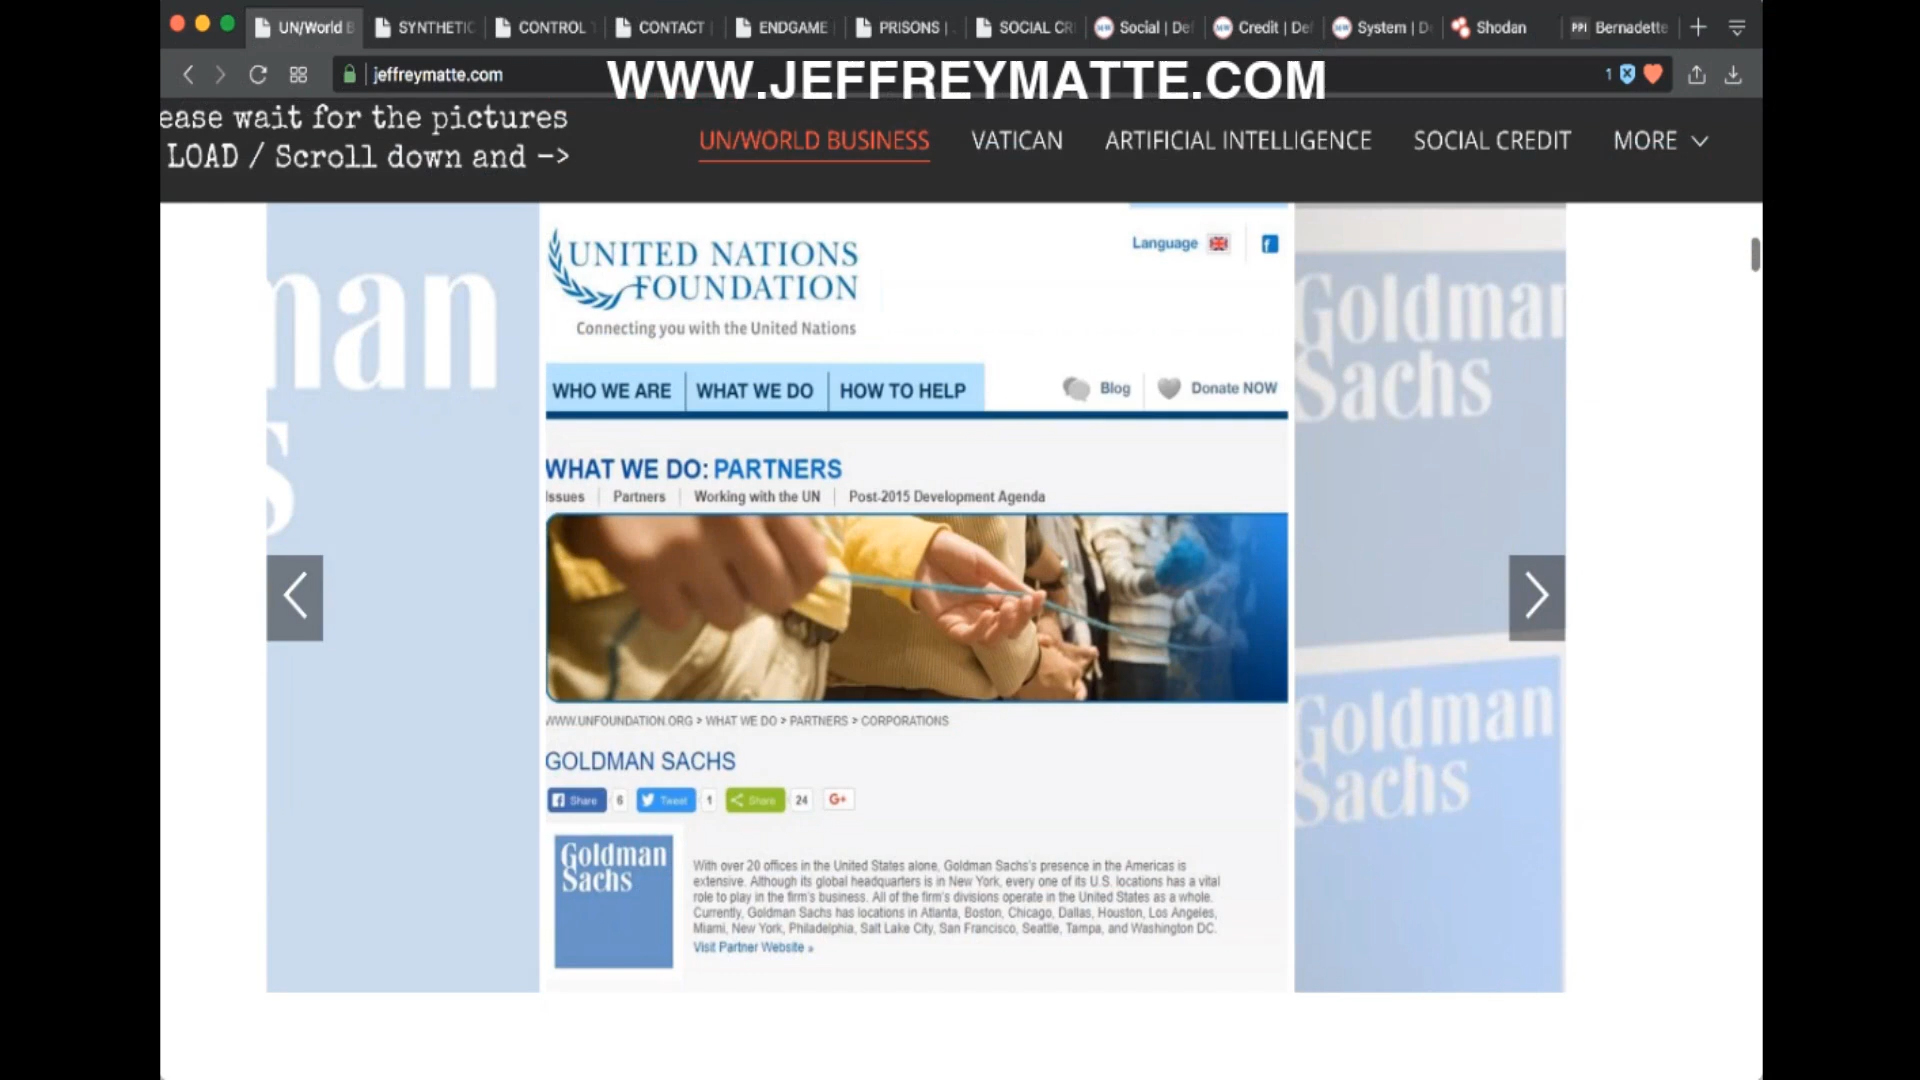 UN/World B
SYNTHETIC
CONTROL T
CONTACT
ENDGAME
PRISONS |
SOCIAL CR
Social | De
Credit | De
System | D
Shodan
PPI Bernadette
jeffreymatte.com
WWW.JEFFREYMATTE.COM
1
ease wait for the pictures
LOAD / Scroll down and ->
UN/WORLD BUSINESS
VATICAN
ARTIFICIAL INTELLIGENCE
SOCIAL CREDIT
MORE
man
s
UNITED NATIONS
FOUNDATION
Connecting you with the United Nations
Language
WHO WE ARE
WHAT WE DO
HOW TO HELP
Blog
Donate NOW
WHAT WE DO: PARTNERS
Issues
Partners
Working with the UN
Post-2015 Development Agenda
WWW.UNFOUNDATION.ORG > WHAT WE DO > PARTNERS > CORPORATIONS
GOLDMAN SACHS
Share 6
Tweet 1
Share 24
G+
Goldman
Sachs
With over 20 offices in the United States alone, Goldman Sachs's presence in the Americas is
extensive. Although its global headquarters is in New York, every one of its U.S. locations has a vital
role to play in the firm's business. All of the firm's divisions operate in the United States as a whole.
Currently, Goldman Sachs has locations in Atlanta, Boston, Chicago, Dallas, Houston, Los Angeles,
Miami, New York, Philadelphia, Salt Lake City, San Francisco, Seattle, Tampa, and Washington DC.
Visit Partner Website »
Goldman
Sachs
Goldman
Sachs